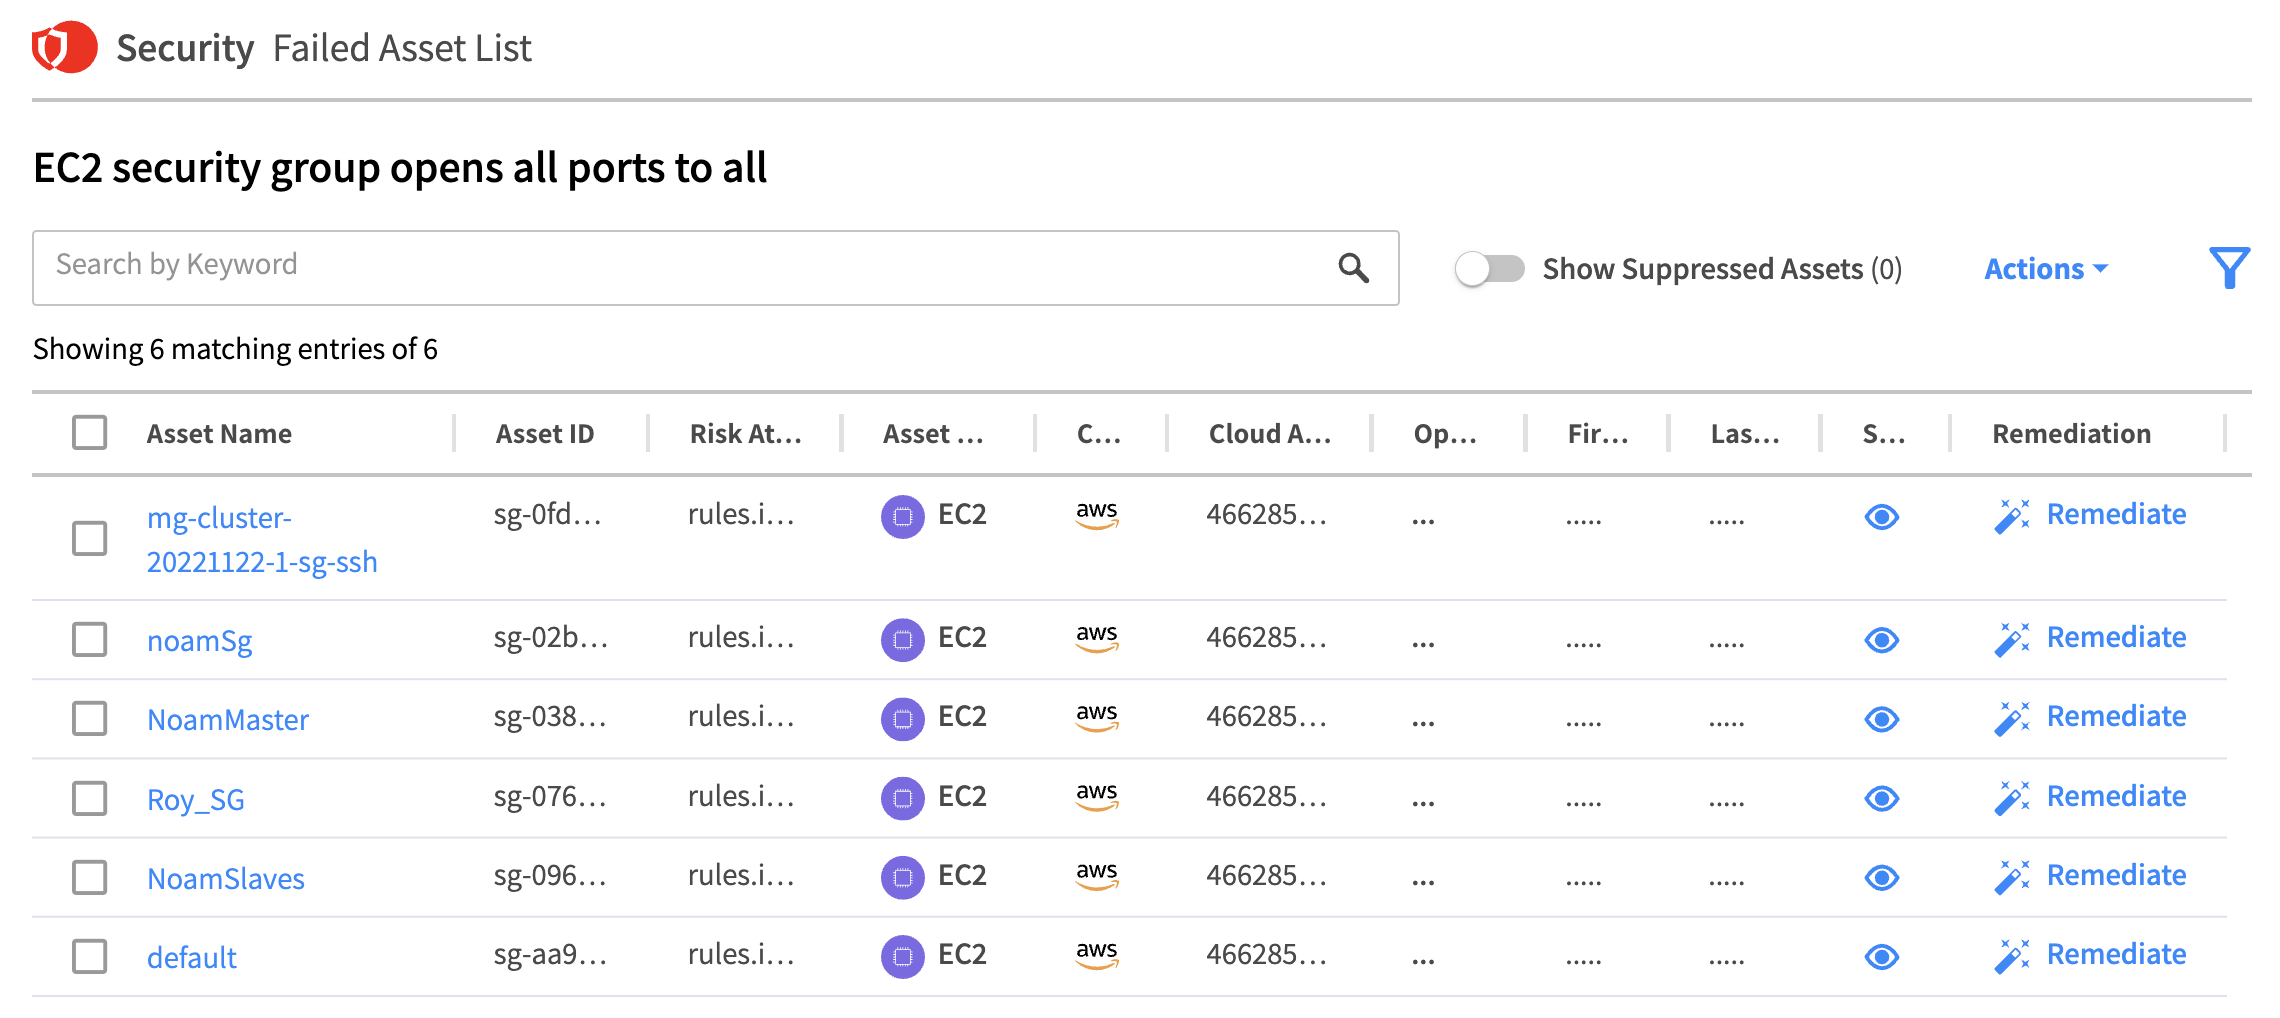 Security Failed Asset List
EC2 security group opens all ports to all
Search by Keyword
Show Suppressed Assets (0)
Actions
Showing 6 matching entries of 6
Asset Name Asset ID Risk At... Asset ... C... Cloud A... Op... Fir... Las... S... Remediation
mg-cluster-
20221122-1-sg-ssh sg-0fd... rules.i... EC2 aws 466285... ... ..... ..... Remediate
noamSg sg-02b... rules.i... EC2 aws 466285... ... ..... ..... Remediate
NoamMaster sg-038... rules.i... EC2 aws 466285... ... ..... ..... Remediate
Roy_SG sg-076... rules.i... EC2 aws 466285... ... ..... ..... Remediate
NoamSlaves sg-096... rules.i... EC2 aws 466285... ... ..... ..... Remediate
default sg-aa9... rules.i... EC2 aws 466285... ... ..... ..... Remediate